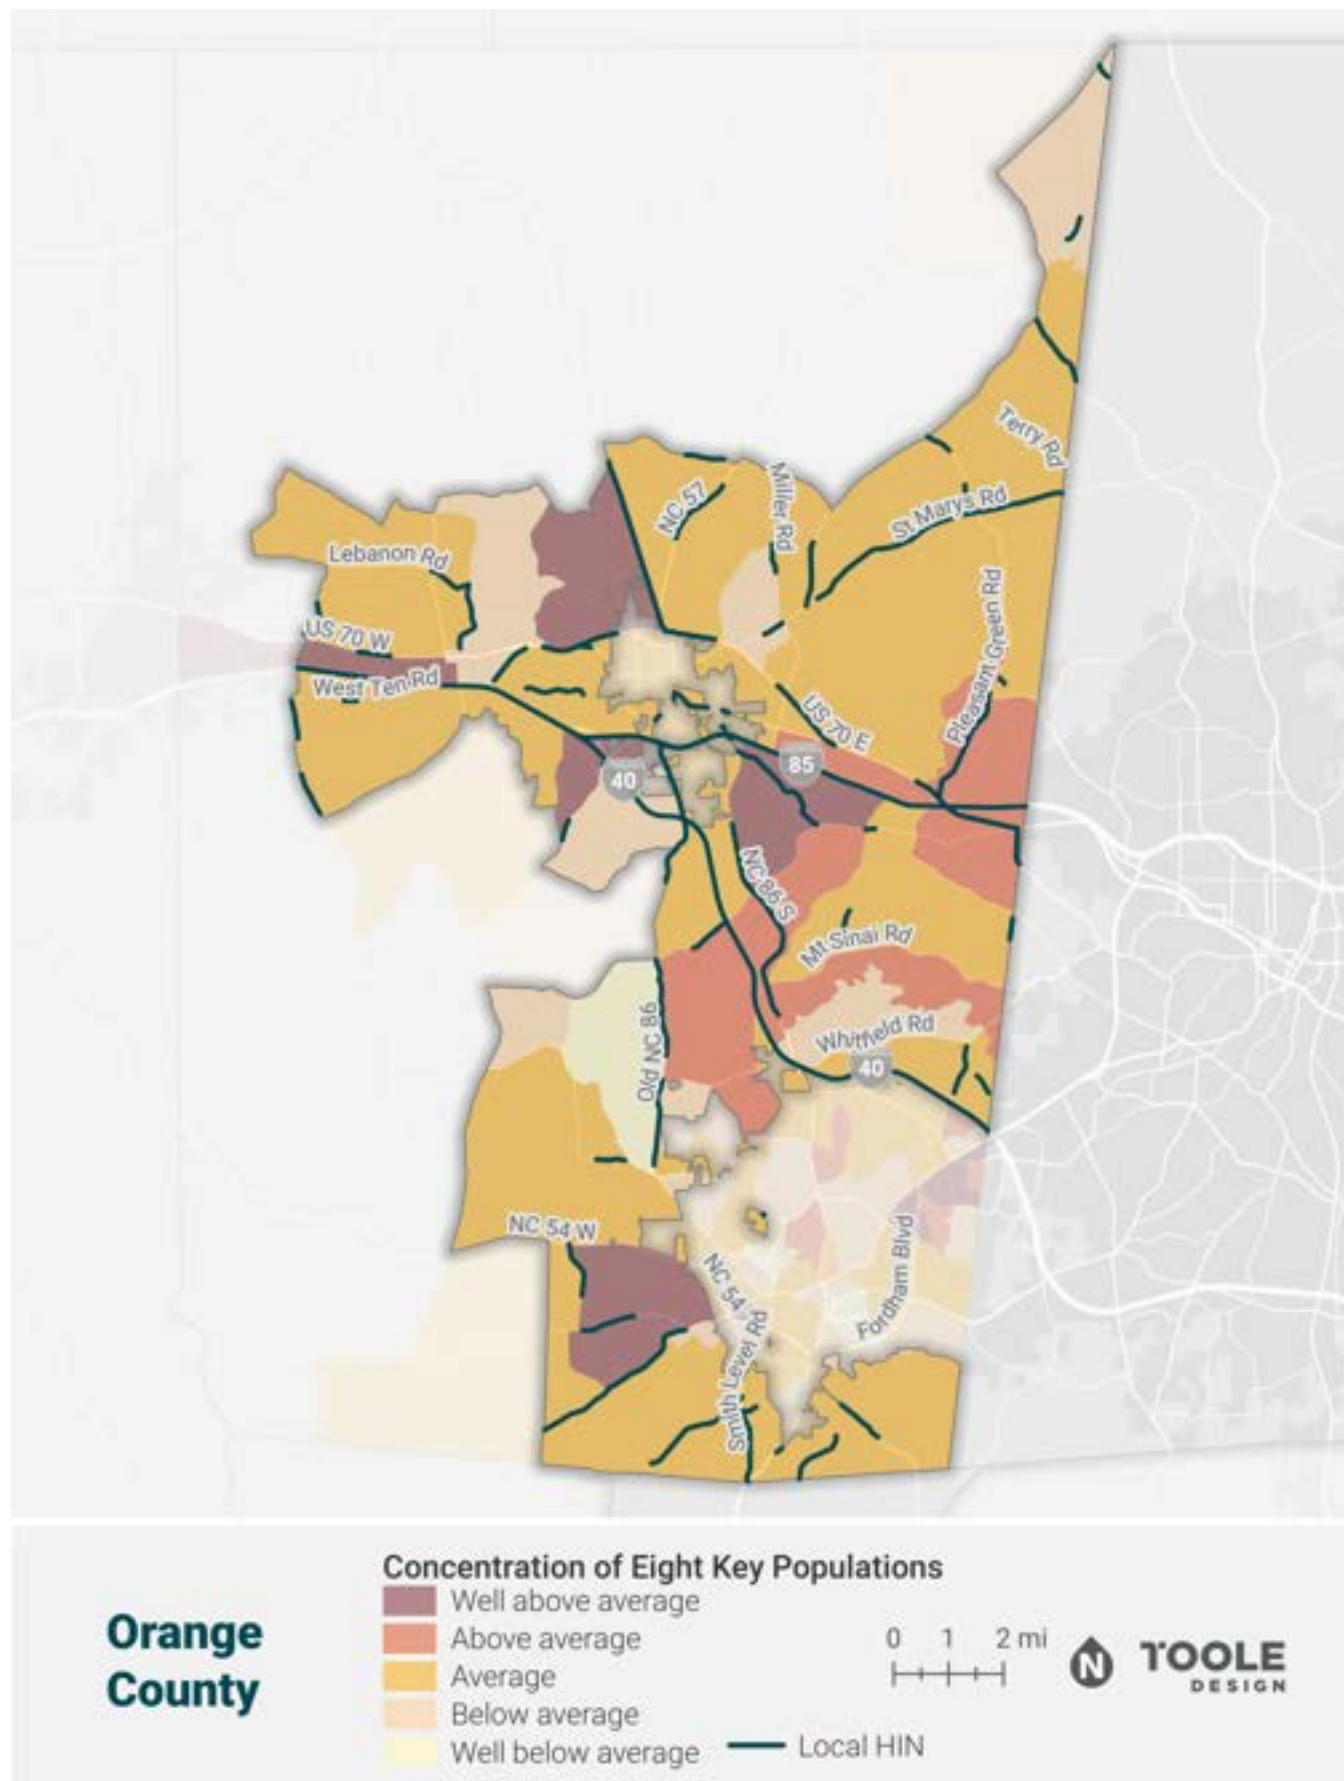 Terry Rd
NC 57
Miller Rd
St Marys Rd
Lebanon Rd
Pleasant Green Rd
US 70 W
West Ten Rd
US 70 E
85
40
NC 86 S
Mt Sinai Rd
Old NC 86
Whitfield Rd
40
NC 54 W
NC 54
Fordham Blvd
Smith Level Rd
Orange
County
Concentration of Eight Key Populations
Well above average
Above average
Average
Below average
Well below average
Local HIN
0 1 2 mi
N
TOOLE
DESIGN